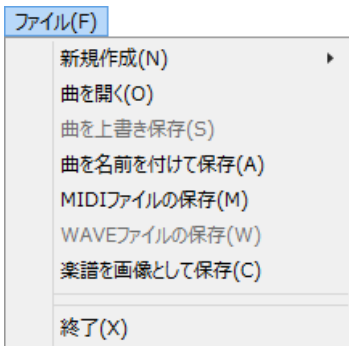 ファイル(F)
新規作成(N)
曲を開く(O)
曲を上書き保存(S)
曲を名前を付けて保存(A)
MIDIファイルの保存(M)
WAVEファイルの保存(W)
楽譜を画像として保存(C)
終了(X)